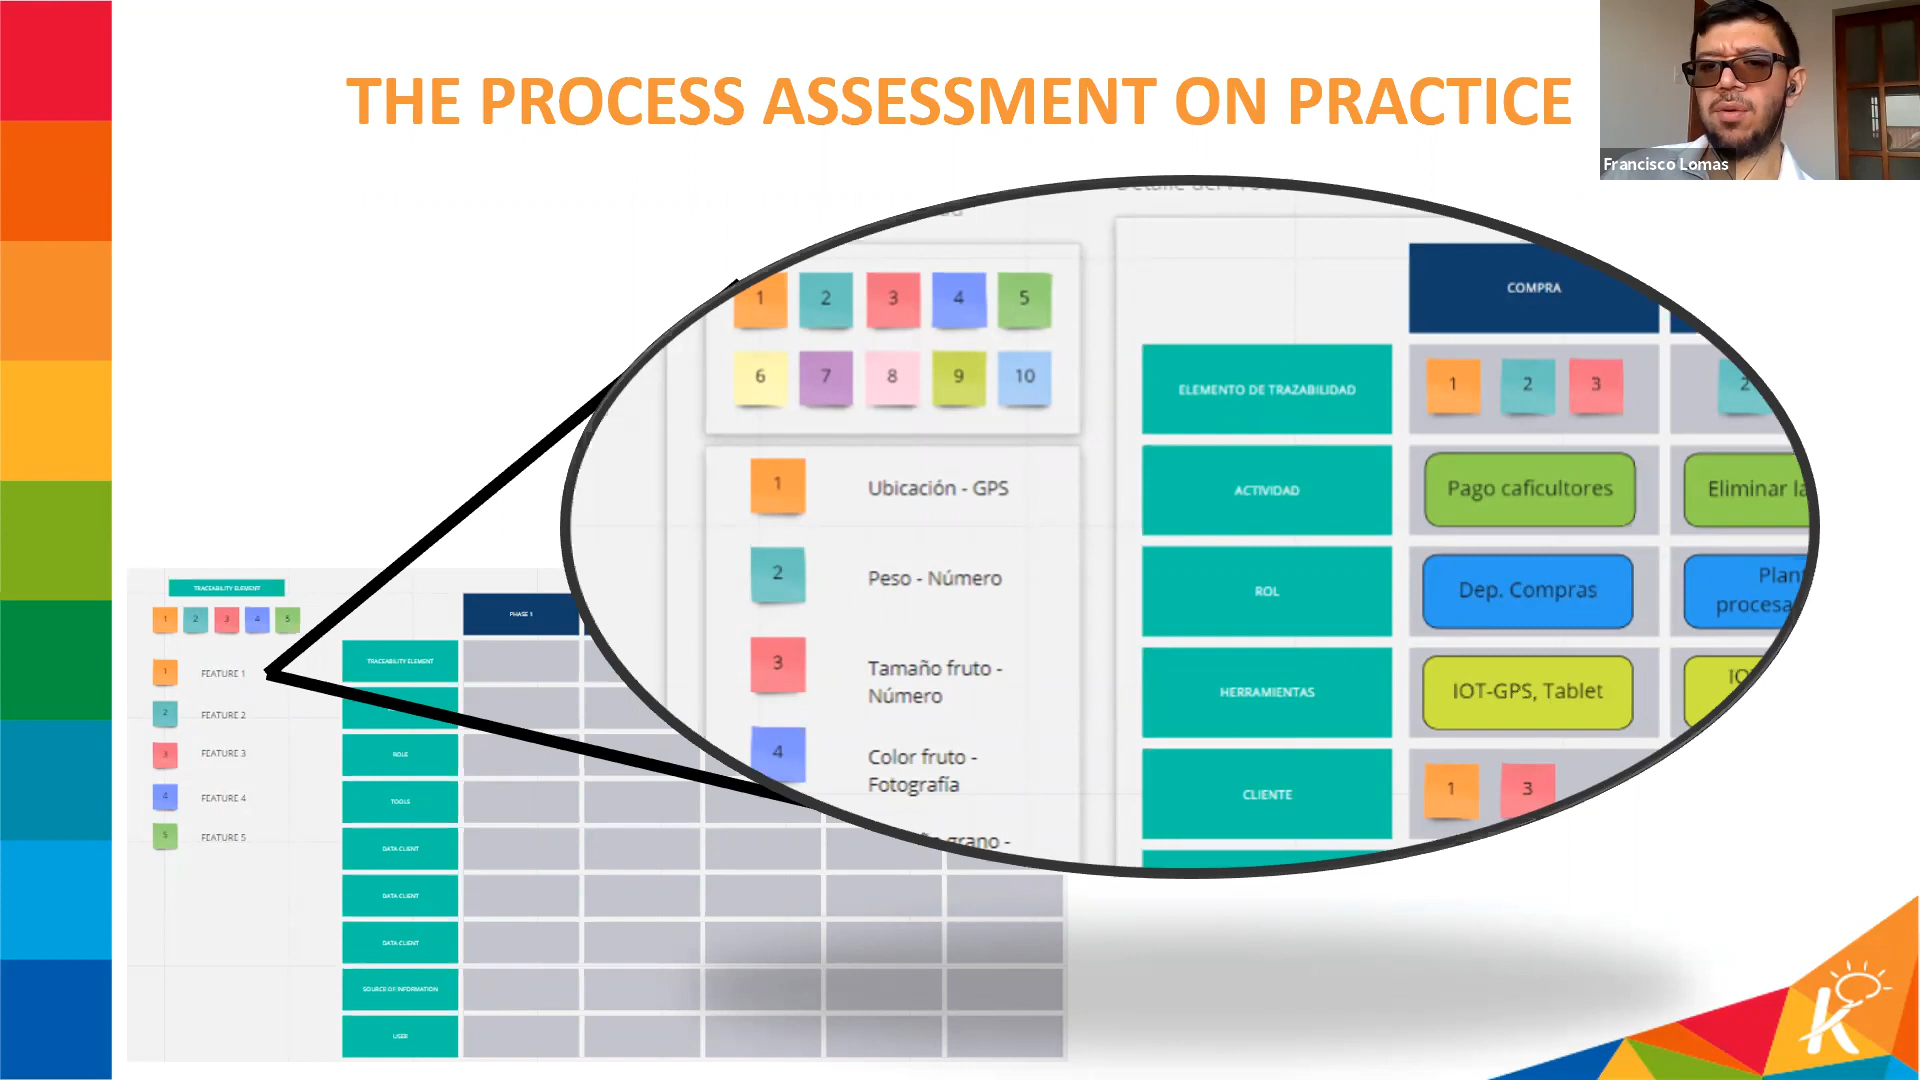 THE PROCESS ASSESSMENT ON PRACTICE
Francisco Lomas
1 2 3 4 5
6 7 8 9 10
1 Ubicación - GPS
2 Peso - Número
3 Tamaño fruto -
Número
4 Color fruto -
Fotografía
grano -
COMPRA
ELEMENTO DE TRAZABILIDAD
1 2 3
2
ACTIVIDAD
Pago caficultores
Eliminar
ROL
Dep. Compras
HERRAMIENTAS
IOT-GPS, Tablet
CLIENTE
1 3
TRACEABILITY ELEMENT
1 2 3 4 5
1 FEATURE 1
2 FEATURE 2
3 FEATURE 3
4 FEATURE 4
5 FEATURE 5
PHASE 1
TRACEABILITY ELEMENT
ROLE
TOOLS
DATA CLIENT
DATA CLIENT
DATA CLIENT
SOURCE OF INFORMATION
USER
K